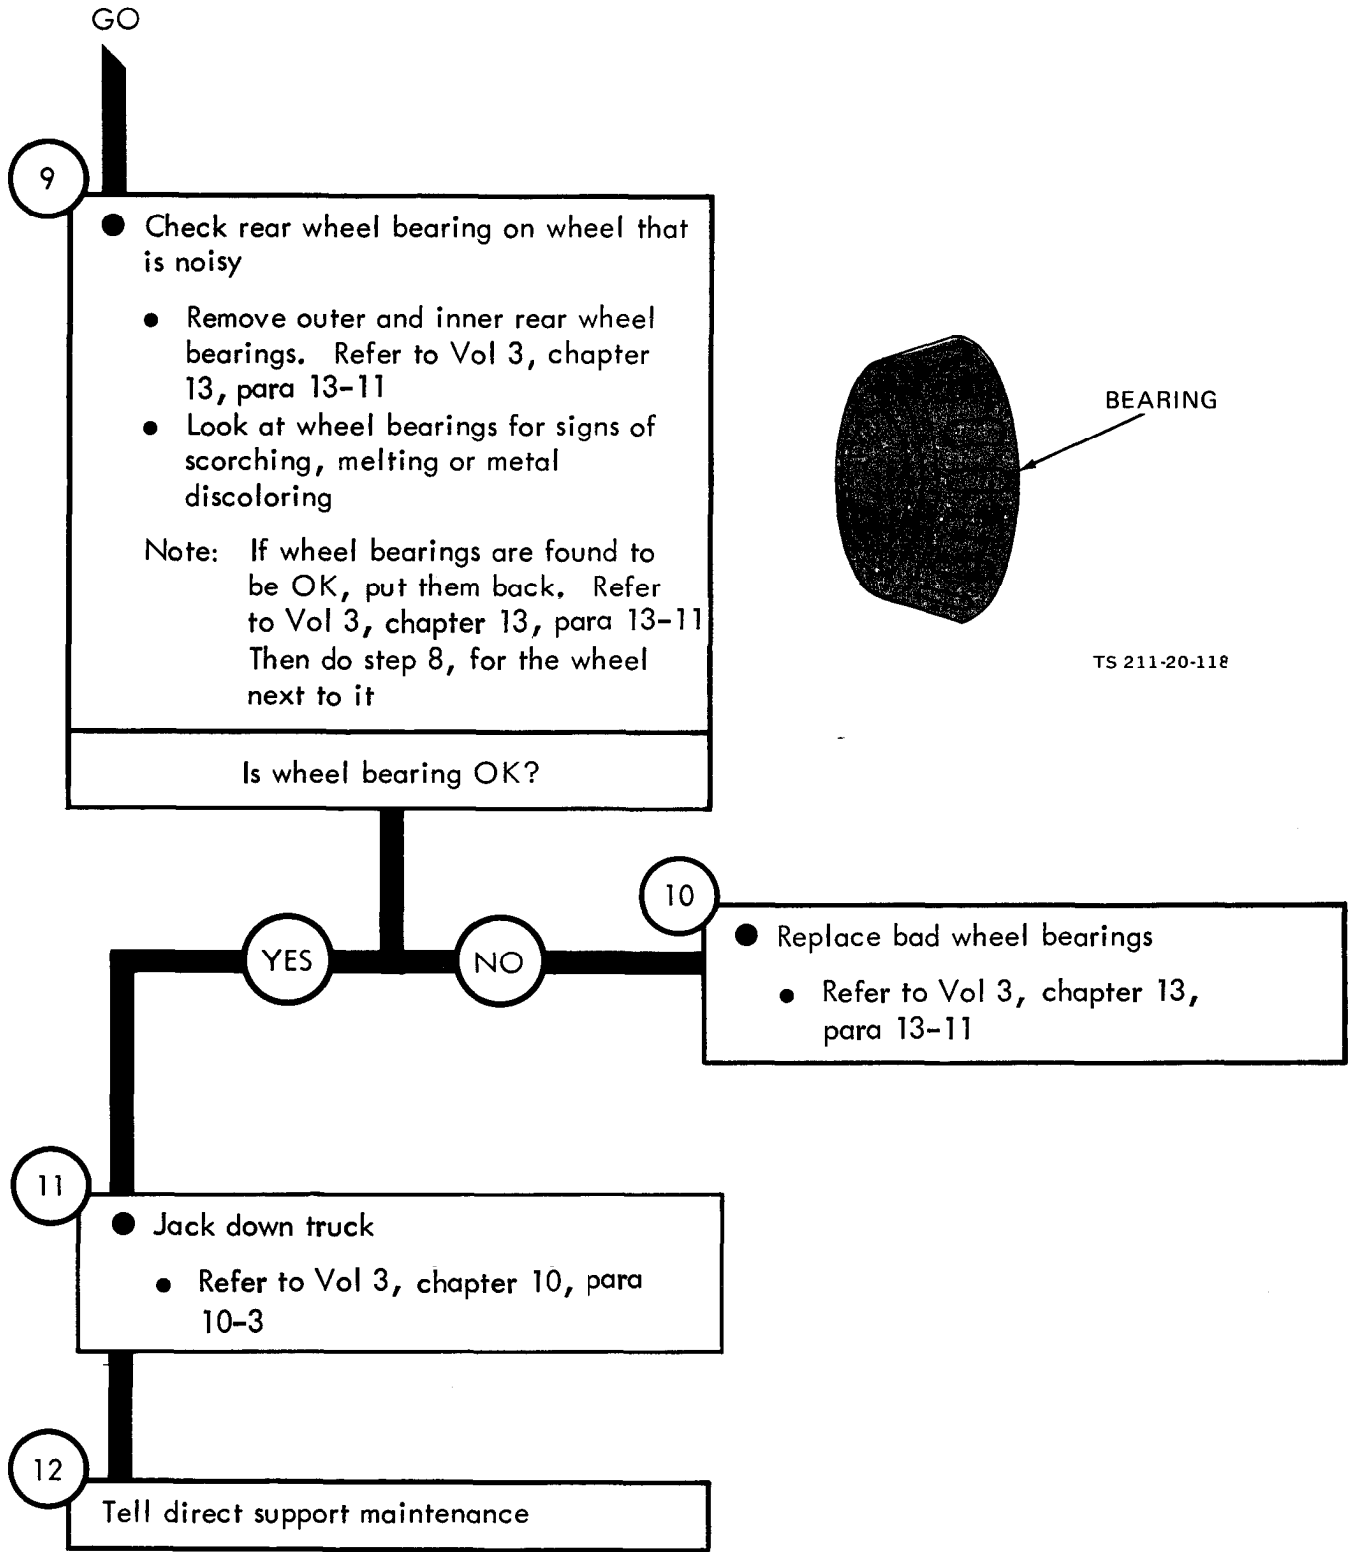 GO
9
● Check rear wheel bearing on wheel that
is noisy
● Remove outer and inner rear wheel
bearings. Refer to Vol 3, chapter
13, para 13-11
● Look at wheel bearings for signs of
scorching, melting or metal
discoloring
Note: If wheel bearings are found to
be OK, put them back. Refer
to Vol 3, chapter 13, para 13-11
Then do step 8, for the wheel
next to it
Is wheel bearing OK?
BEARING
TS 211-20-118
YES
NO
10
● Replace bad wheel bearings
● Refer to Vol 3, chapter 13,
para 13-11
11
● Jack down truck
● Refer to Vol 3, chapter 10, para
10-3
12
Tell direct support maintenance